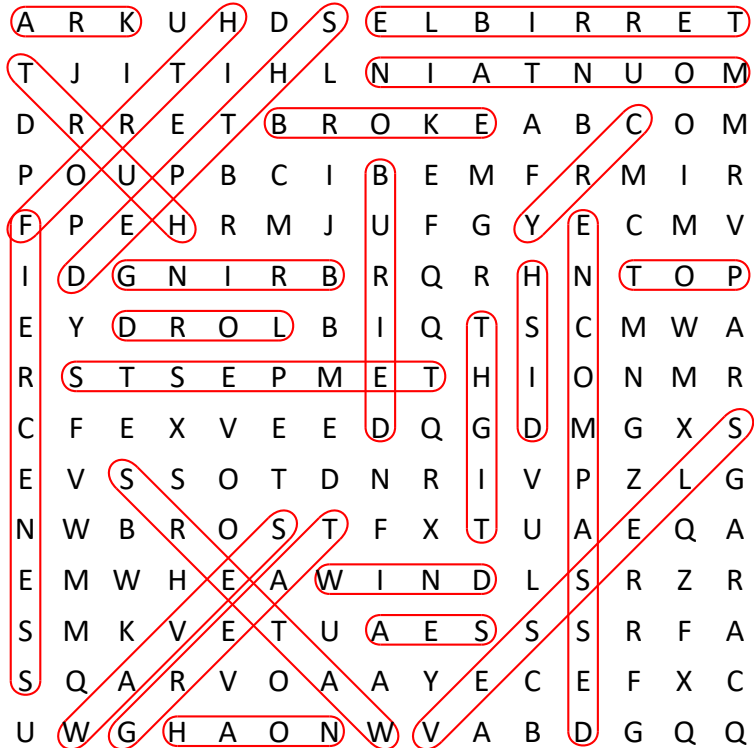 A R K U H D S E L B I R R E T
T J I T I H L N I A T N U O M
D R R E T B R O K E A B C O M
P O U P B C I B E M F R M I R
F P E H R M J U F G Y E C M V
I D G N I R B R Q R H N T O P
E Y D R O L B I Q T S C M W A
R S T S E P M E T H I O N M R
C F E X V E E D Q G D M G X S
E V S S O T D N R I V P Z L G
N W B R O S T F X T U A E Q A
E M W H E A W I N D L S R Z R
S M K V E T U A E S S S R F A
S Q A R V O A A Y E C E F X C
U W G H A O N W V A B D G Q Q